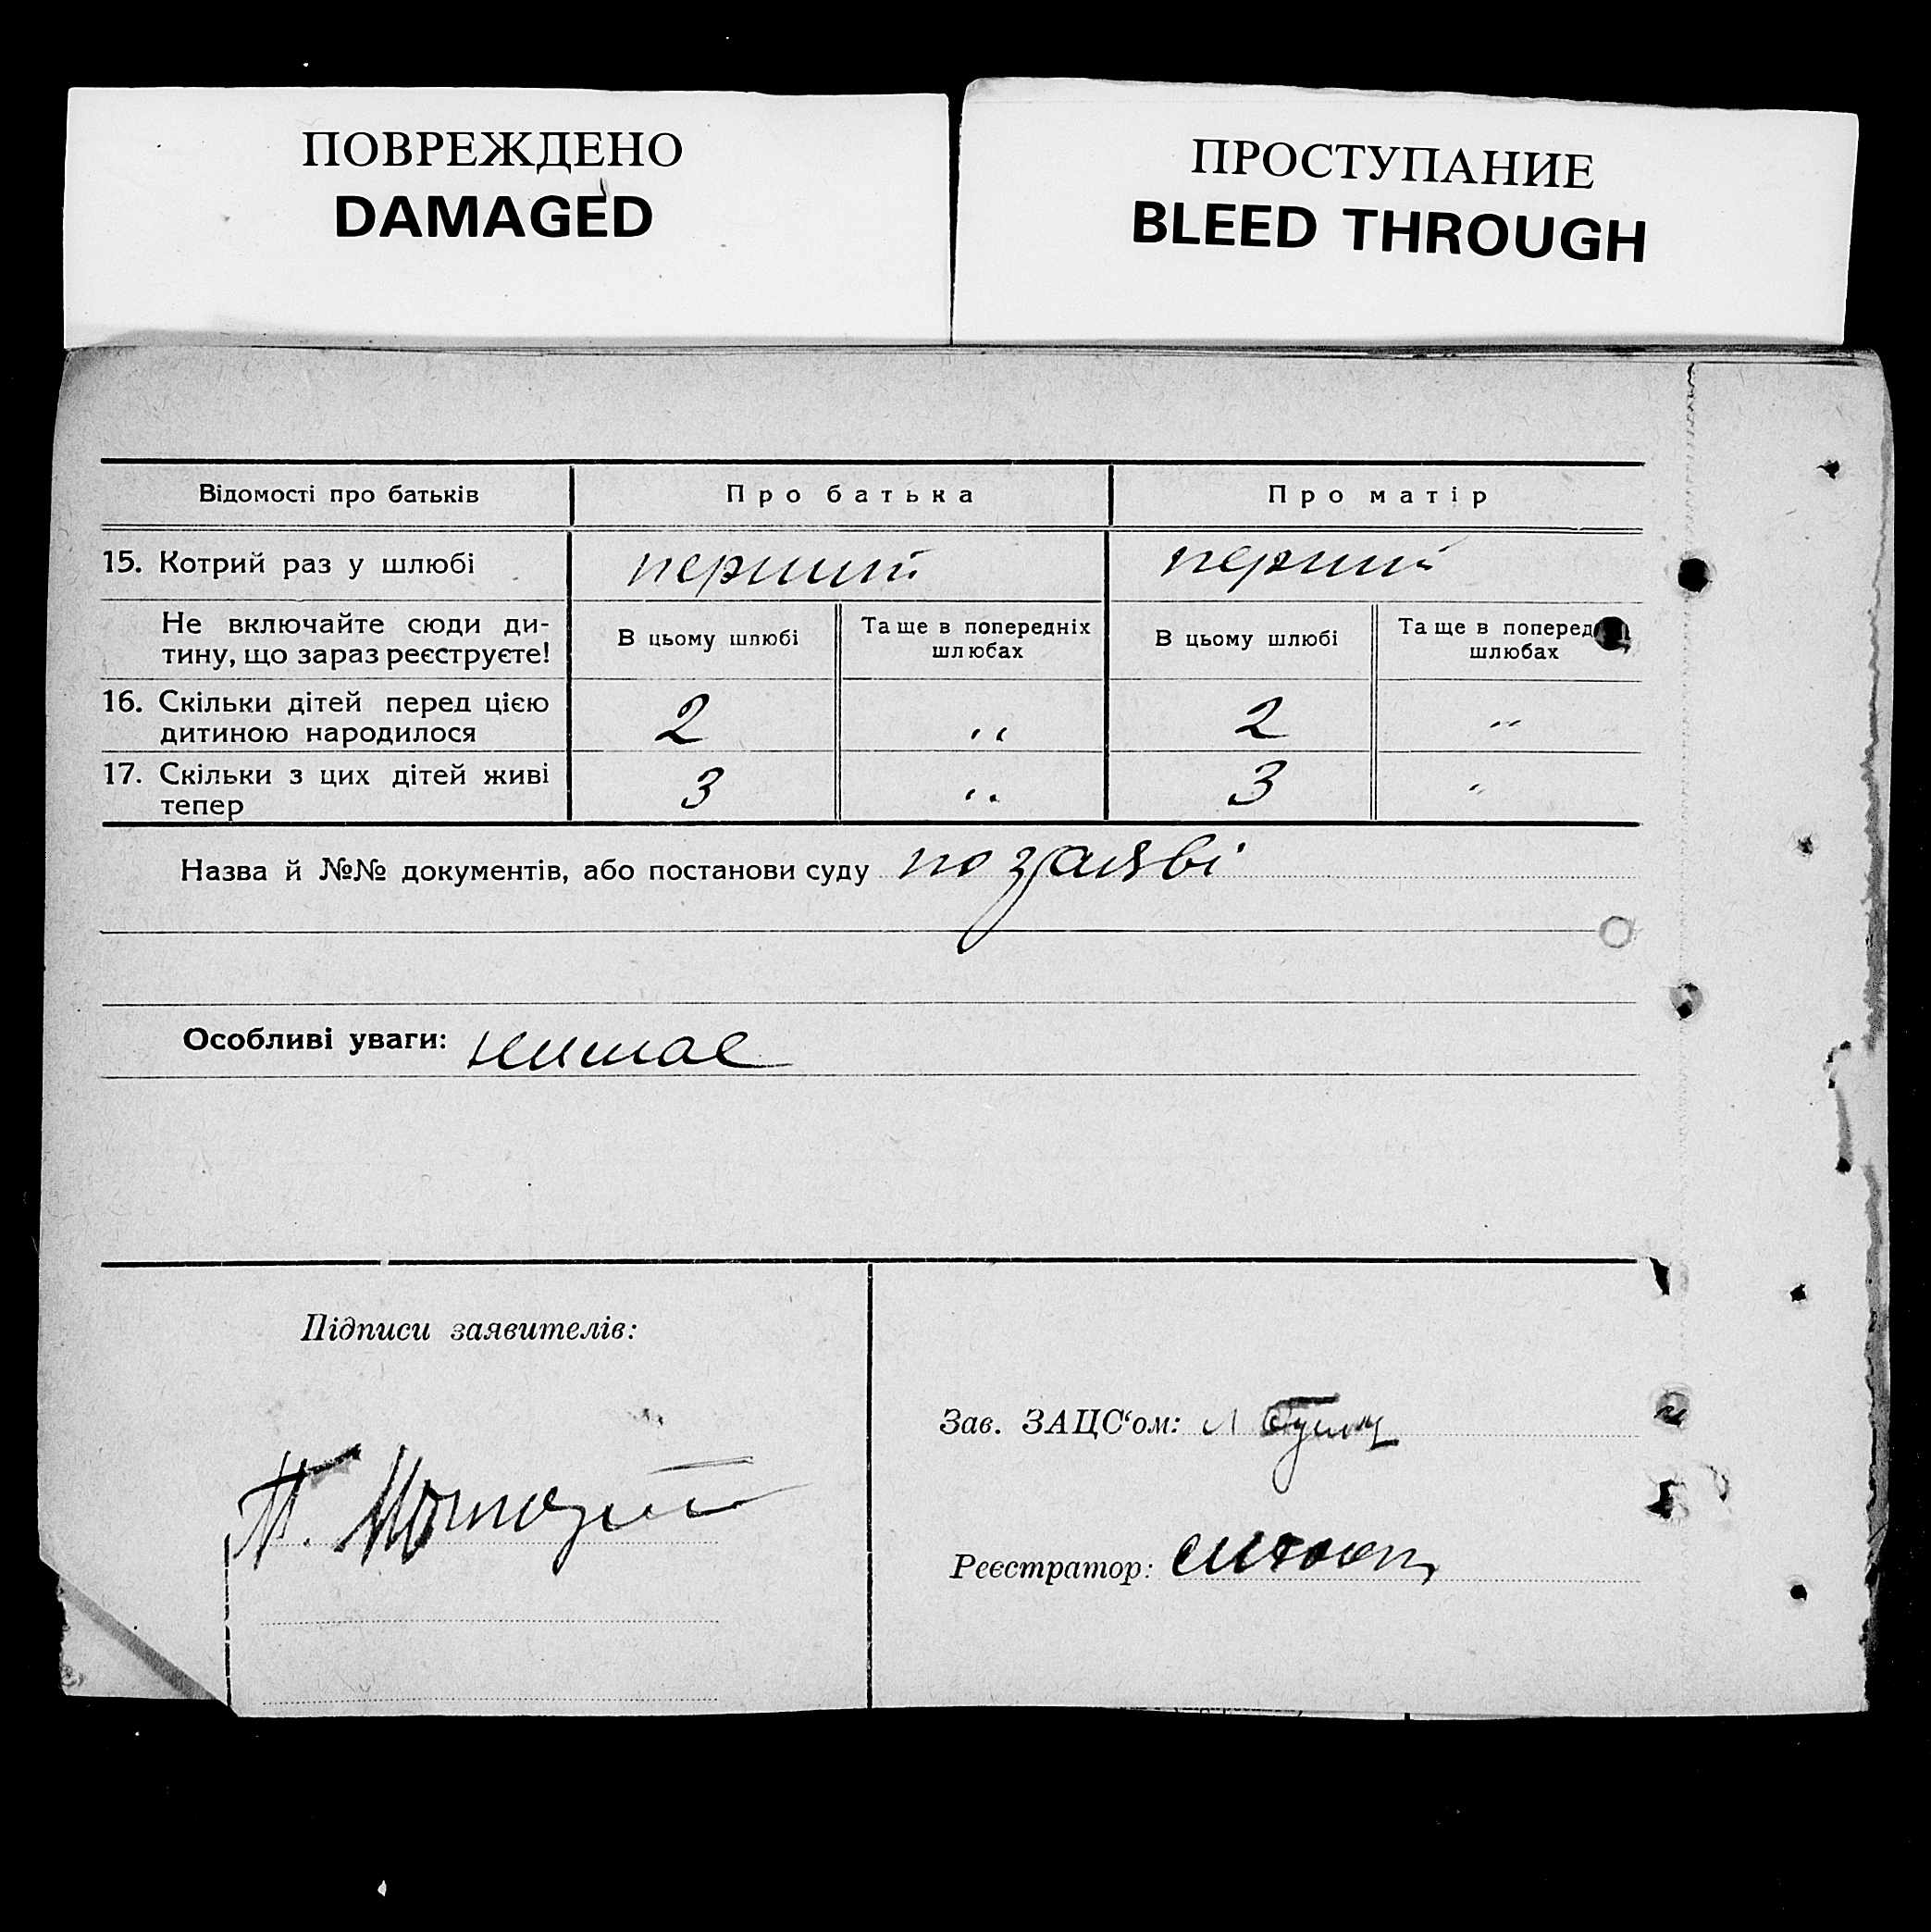 ПОВРЕЖДЕНО
DAMAGED
ПРОСТУПАНИЕ
BLEED THROUGH
Відомості про батьків Про батька Про матір
15. Котрий раз у шлюбі перший перший
Не включайте сюди ди-
тину, що зараз реєструєте!
В цьому шлюбі
Та ще в попередніх
шлюбах
В цьому шлюбі
Та ще в поперед
шлюбах
16. Скільки дітей перед цією
дитиною народилося
2 " 2 "
17. Скільки з цих дітей живі
тепер
3 " 3 "
Назва й №№ документів, або постанови суду по заяві
Особливі уваги: немає
Підписи заявителів:
Зав. ЗАЦС‘ом:
Реєстратор: